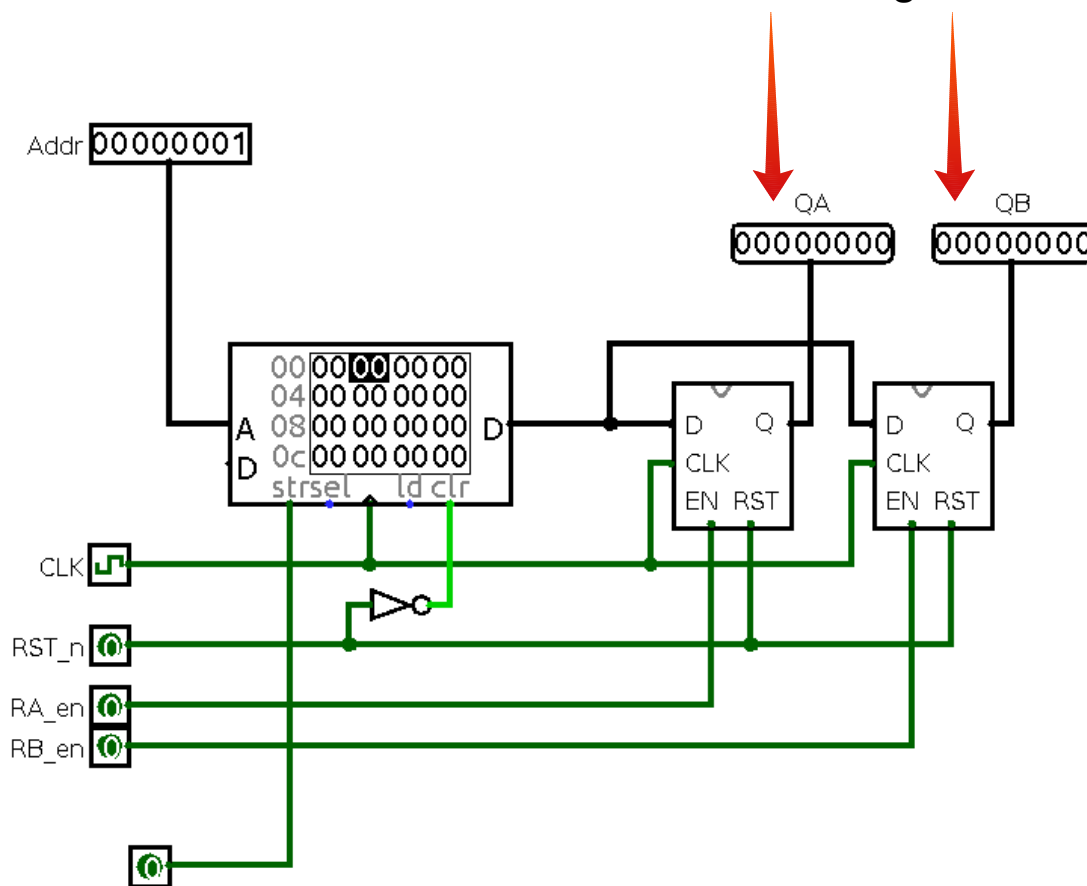 Addr 00000001
QA QB
00000000 00000000
00 00 00 00 00
04 00 00 00 00
A 08 00 00 00 00 D
D 0c 00 00 00 00
str sel ld clr
D Q D Q
CLK CLK
EN RST EN RST
CLK
RST_n 0
RA_en 0
RB_en 0
0